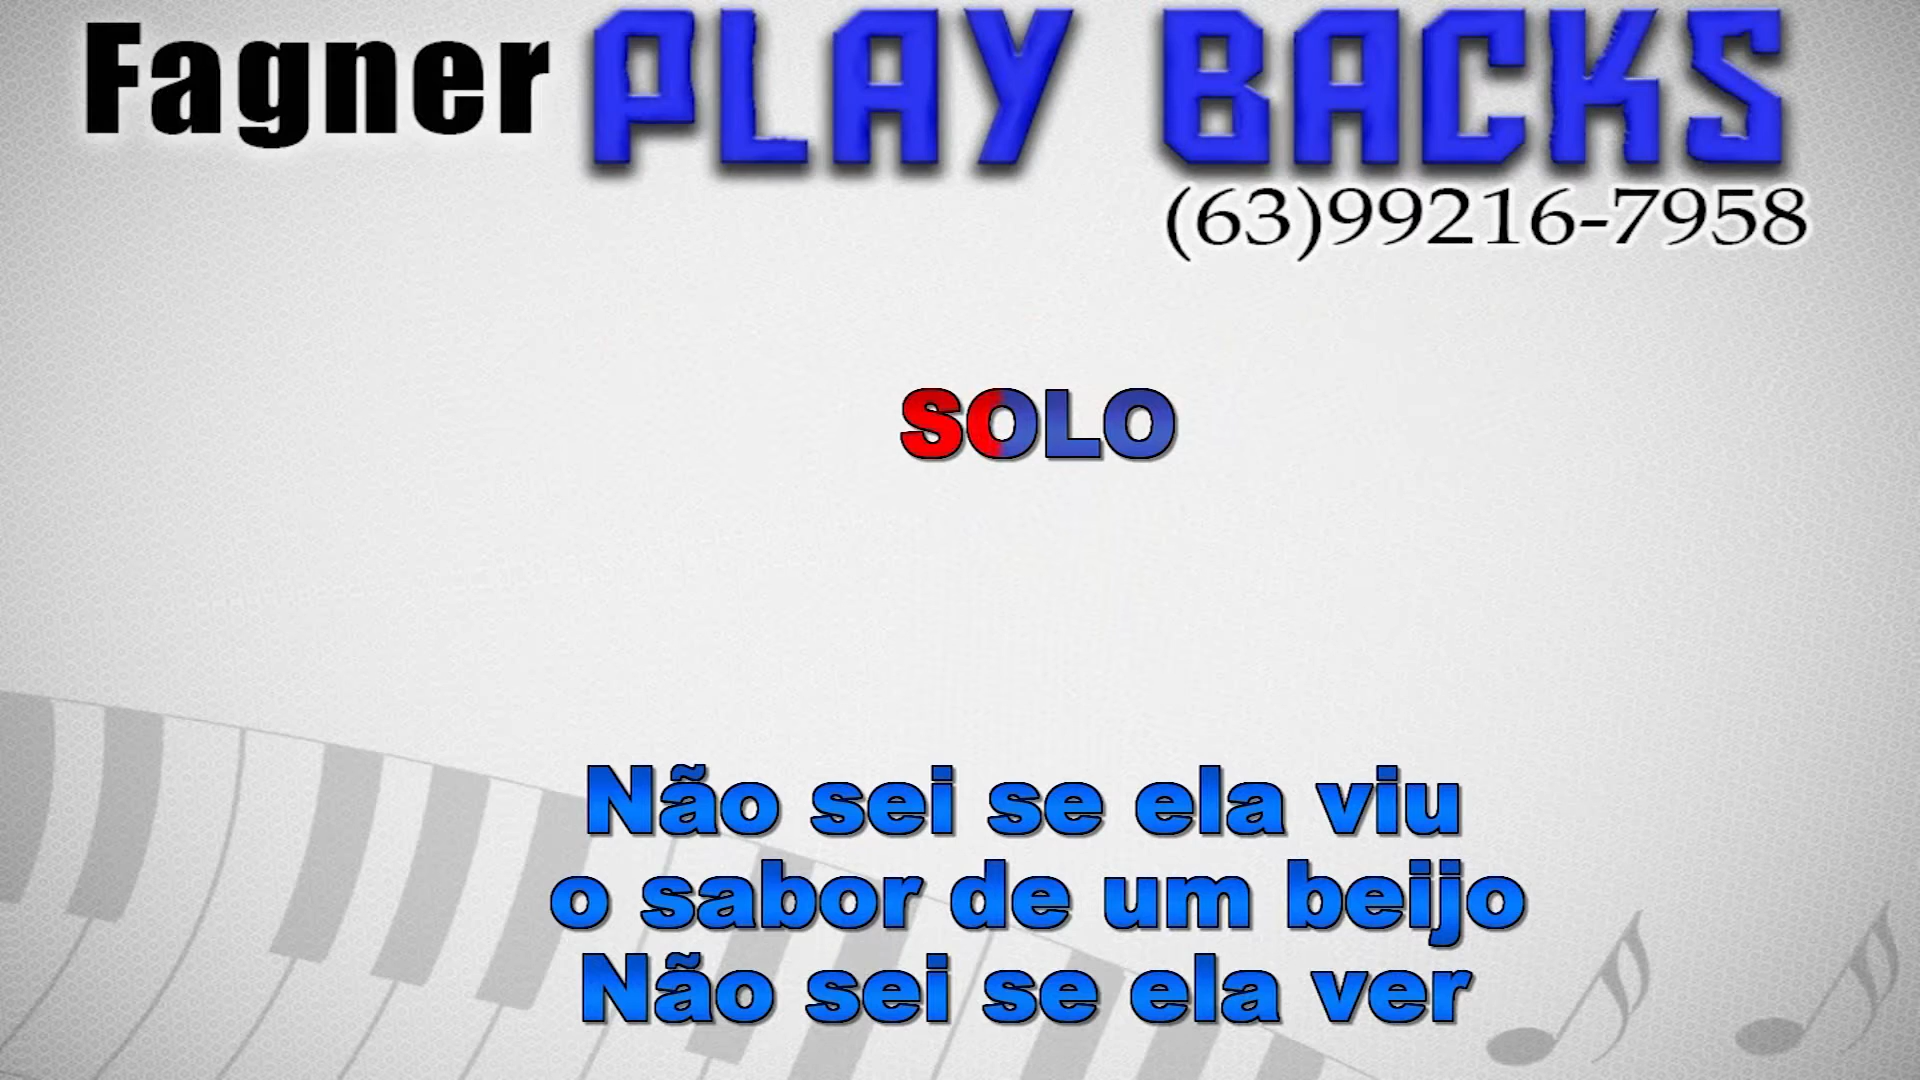 Fagner PLAY BACKS
(63)99216-7958
SOLO
Não sei se ela viu
o sabor de um beijo
Não sei se ela ver